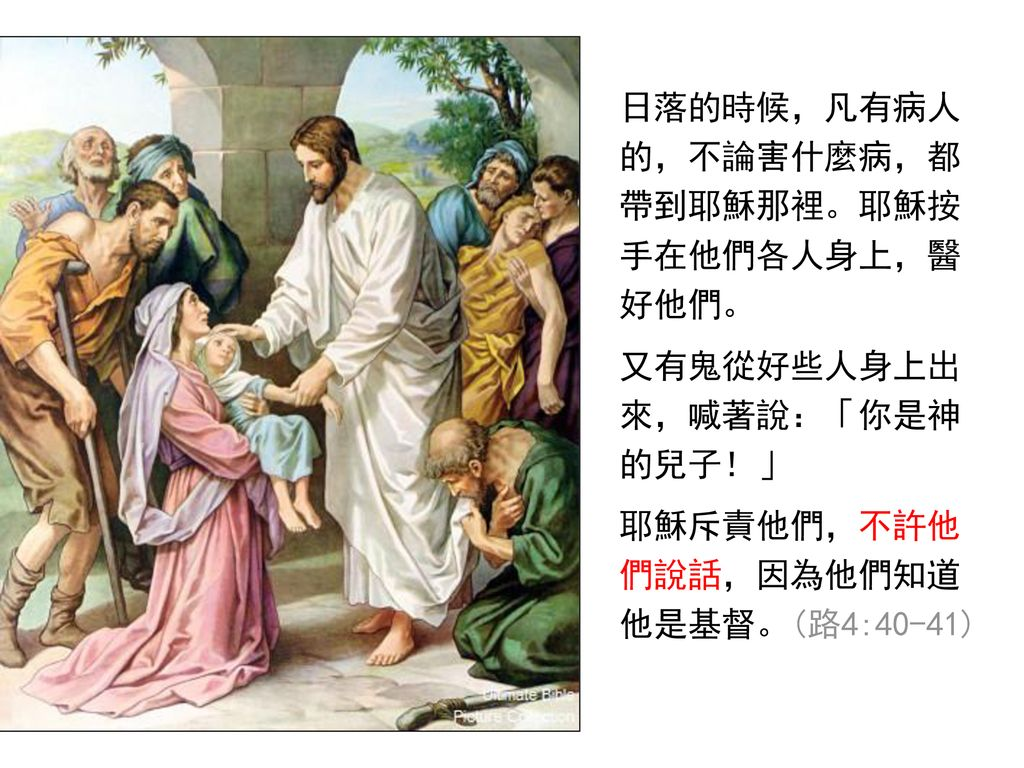 日落的時候，凡有病人
的，不論害什麼病，都
帶到耶穌那裡。耶穌按
手在他們各人身上，醫
好他們。
又有鬼從好些人身上出
來，喊著說：「你是神
的兒子！」
耶穌斥責他們，不許他
們說話，因為他們知道
他是基督。(路4:40-41)
Ultimate Bible
Picture Collection